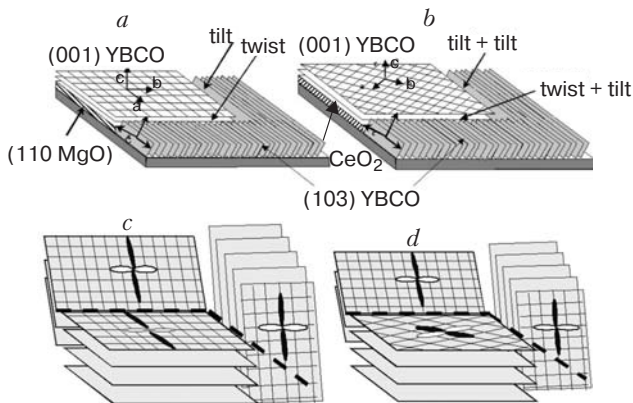 a
b
(001) YBCO
tilt
twist
c
b
a
(001) YBCO
c
b
tilt + tilt
twist + tilt
(110 MgO)
CeO2
(103) YBCO
c
d